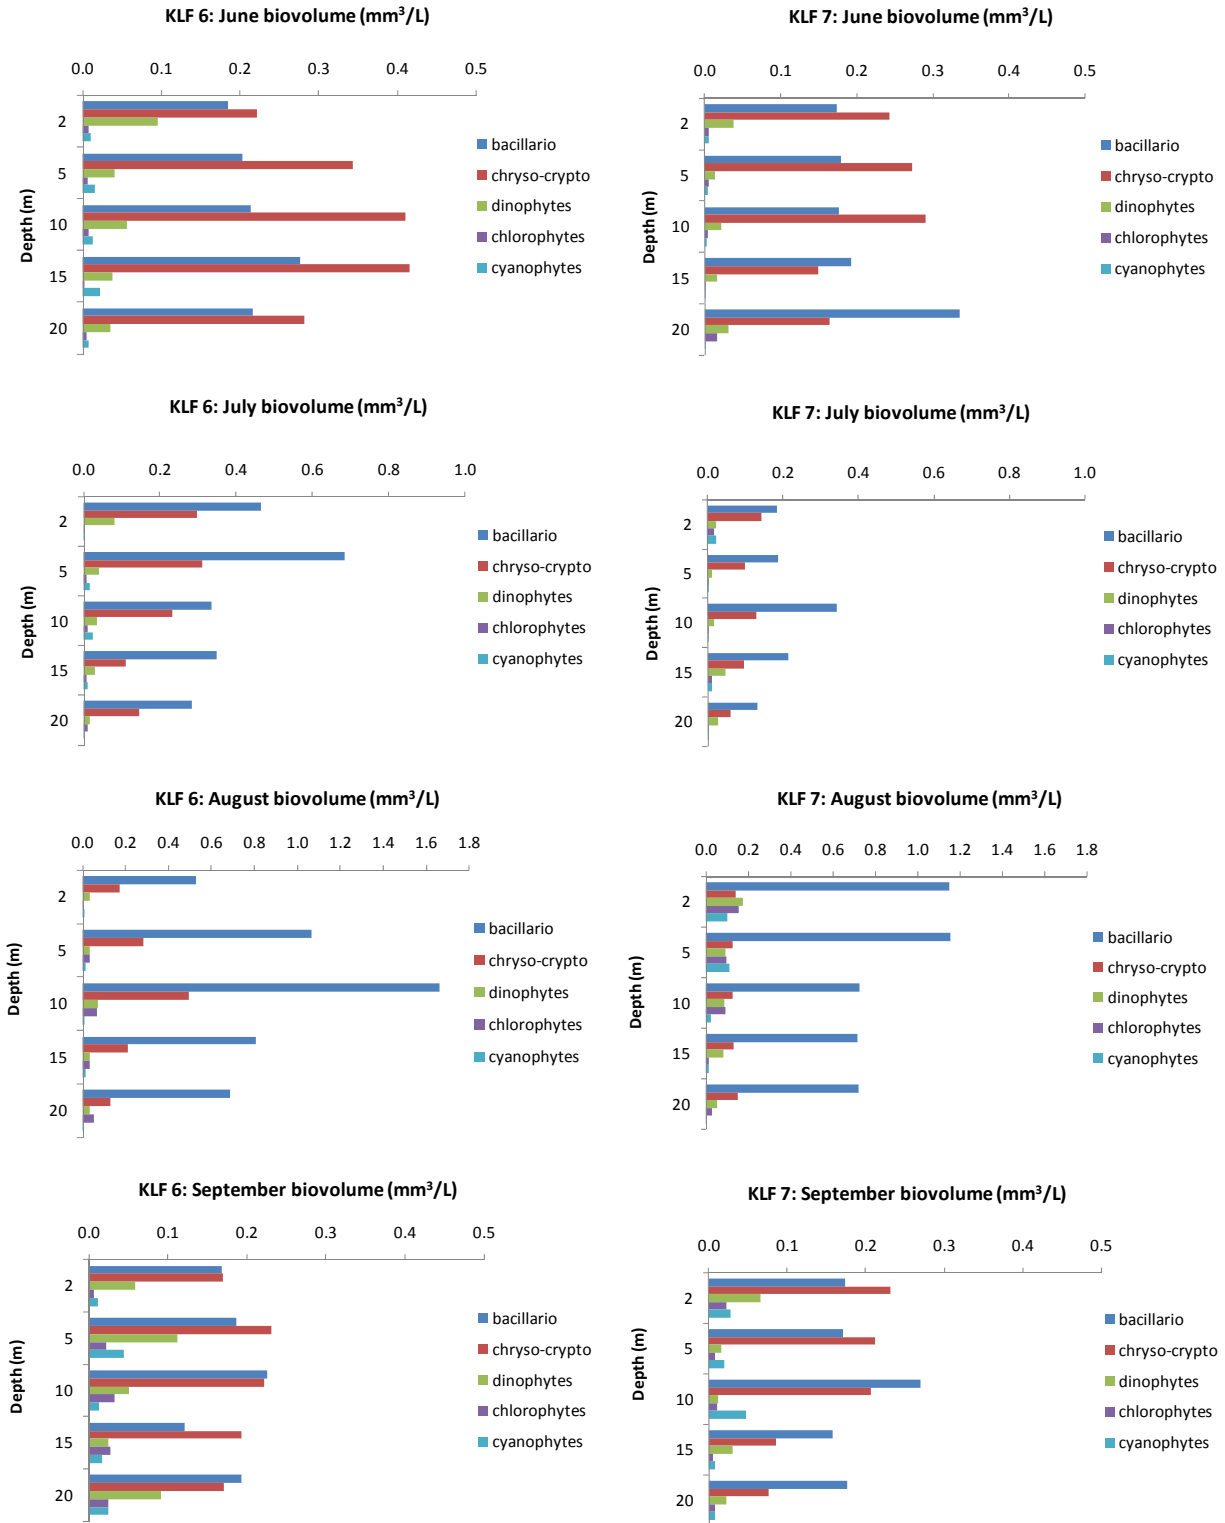 KLF 6: June biovolume (mm³/L)
0.0 0.1 0.2 0.3 0.4 0.5
Depth (m)
2
5
10
15
20
bacillario
chryso-crypto
dinophytes
chlorophytes
cyanophytes
KLF 7: June biovolume (mm³/L)
0.0 0.1 0.2 0.3 0.4 0.5
Depth (m)
2
5
10
15
20
bacillario
chryso-crypto
dinophytes
chlorophytes
cyanophytes
KLF 6: July biovolume (mm³/L)
0.0 0.2 0.4 0.6 0.8 1.0
Depth (m)
2
5
10
15
20
bacillario
chryso-crypto
dinophytes
chlorophytes
cyanophytes
KLF 7: July biovolume (mm³/L)
0.0 0.2 0.4 0.6 0.8 1.0
Depth (m)
2
5
10
15
20
bacillario
chryso-crypto
dinophytes
chlorophytes
cyanophytes
KLF 6: August biovolume (mm³/L)
0.0 0.2 0.4 0.6 0.8 1.0 1.2 1.4 1.6 1.8
Depth (m)
2
5
10
15
20
bacillario
chryso-crypto
dinophytes
chlorophytes
cyanophytes
KLF 7: August biovolume (mm³/L)
0.0 0.2 0.4 0.6 0.8 1.0 1.2 1.4 1.6 1.8
Depth (m)
2
5
10
15
20
bacillario
chryso-crypto
dinophytes
chlorophytes
cyanophytes
KLF 6: September biovolume (mm³/L)
0.0 0.1 0.2 0.3 0.4 0.5
Depth (m)
2
5
10
15
20
bacillario
chryso-crypto
dinophytes
chlorophytes
cyanophytes
KLF 7: September biovolume (mm³/L)
0.0 0.1 0.2 0.3 0.4 0.5
Depth (m)
2
5
10
15
20
bacillario
chryso-crypto
dinophytes
chlorophytes
cyanophytes